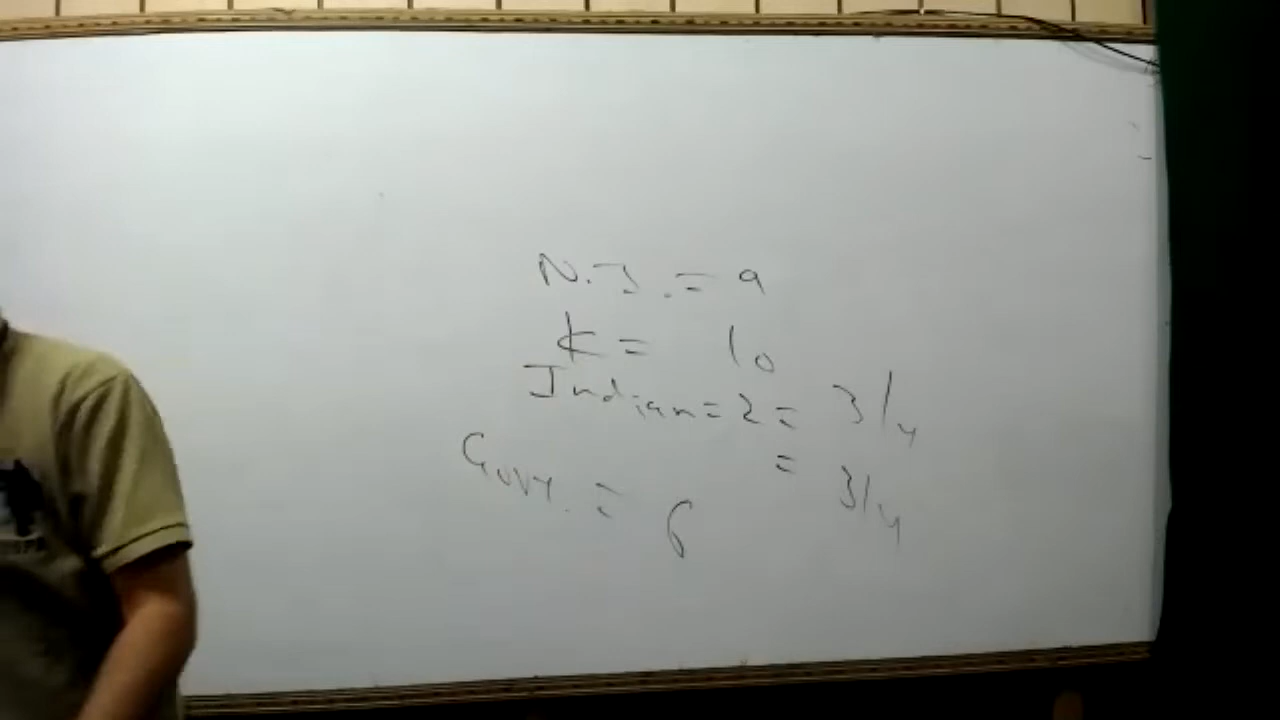 N.I. = 9
K = 10
Indian = 2 = 3/4
= 3/4
Govt. = 6